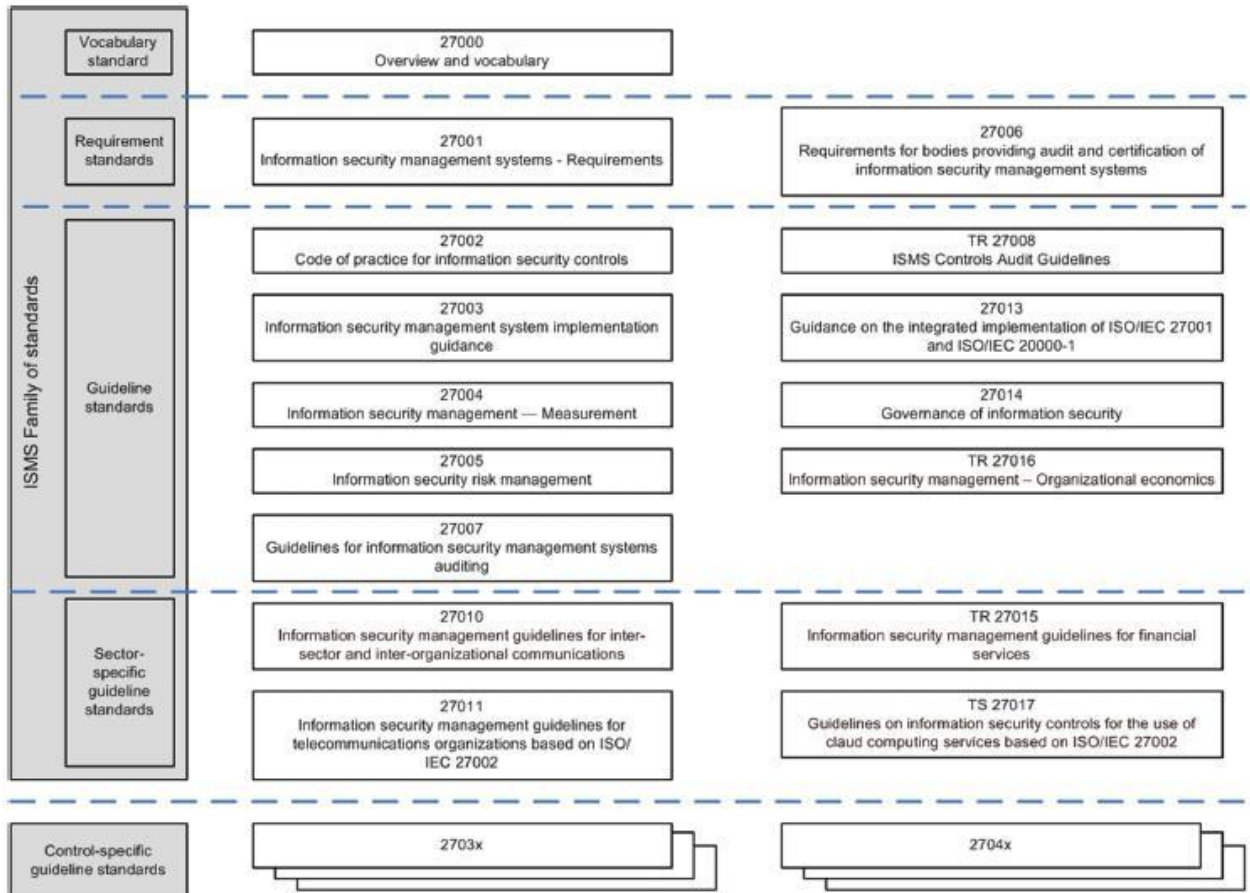 ISMS Family of standards
Vocabulary
standard
27000
Overview and vocabulary
Requirement
standards
27001
Information security management systems - Requirements
27006
Requirements for bodies providing audit and certification of
information security management systems
Guideline
standards
27002
Code of practice for information security controls
TR 27008
ISMS Controls Audit Guidelines
27003
Information security management system implementation
guidance
27013
Guidance on the integrated implementation of ISO/IEC 27001
and ISO/IEC 20000-1
27004
Information security management — Measurement
27014
Governance of information security
27005
Information security risk management
TR 27016
Information security management – Organizational economics
27007
Guidelines for information security management systems
auditing
Sector-
specific
guideline
standards
27010
Information security management guidelines for inter-
sector and inter-organizational communications
TR 27015
Information security management guidelines for financial
services
27011
Information security management guidelines for
telecommunications organizations based on ISO/
IEC 27002
TS 27017
Guidelines on information security controls for the use of
claud computing services based on ISO/IEC 27002
Control-specific
guideline standards
2703x
2704x